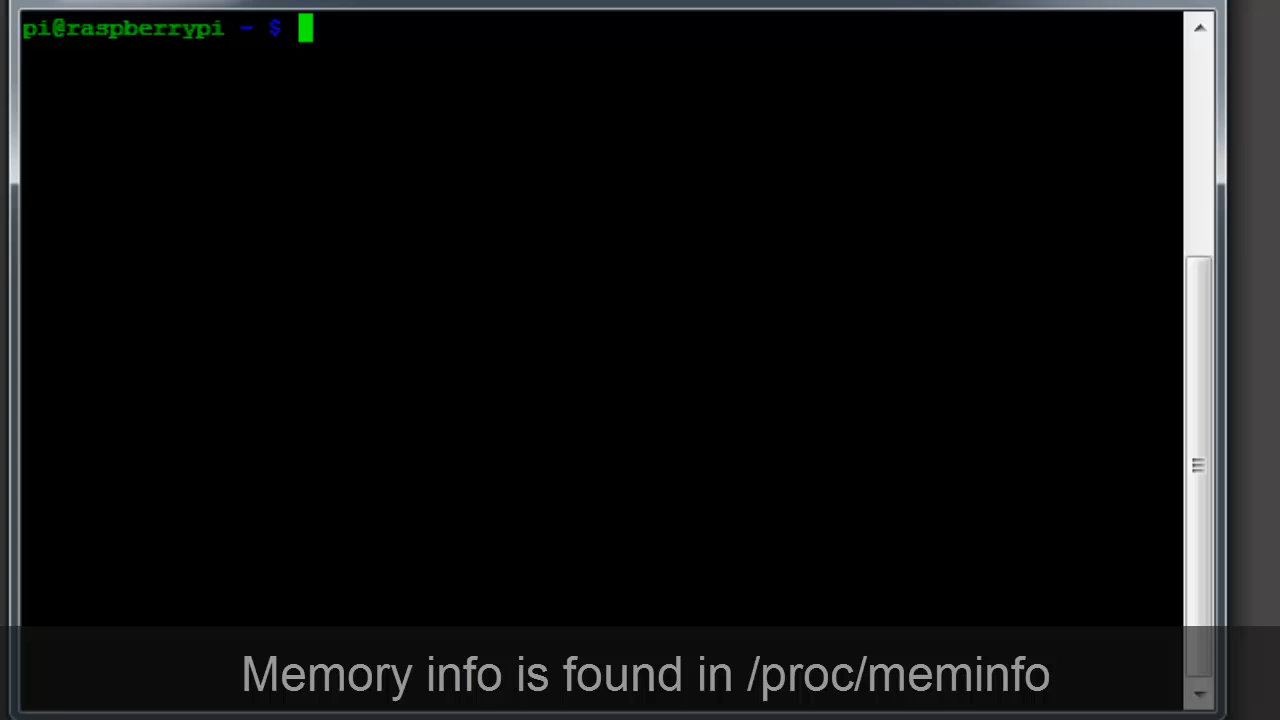 pi@raspberrypi ~ $
Memory info is found in /proc/meminfo